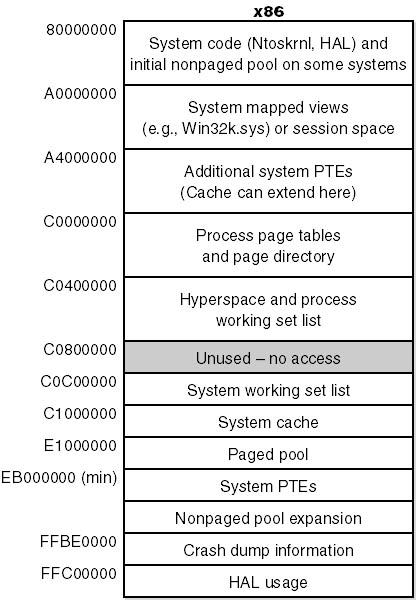 x86
80000000
System code (Ntoskrnl, HAL) and
initial nonpaged pool on some systems
A0000000
System mapped views
(e.g., Win32k.sys) or session space
A4000000
Additional system PTEs
(Cache can extend here)
C0000000
Process page tables
and page directory
C0400000
Hyperspace and process
working set list
C0800000
Unused – no access
C0C00000
System working set list
C1000000
System cache
E1000000
Paged pool
EB000000 (min)
System PTEs
Nonpaged pool expansion
FFBE0000
Crash dump information
FFC00000
HAL usage